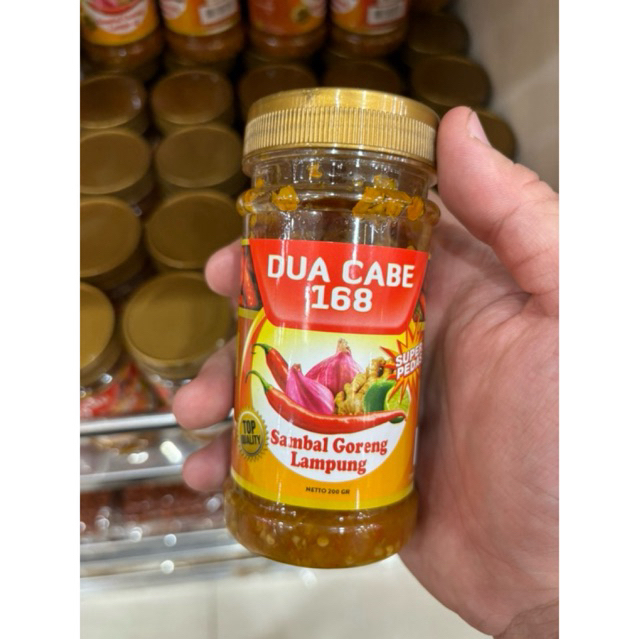 DUA CABE
168
SUPER
PEDAS
TOP
QUALITY
Sambal Goreng
Lampung
NETTO 200 GR